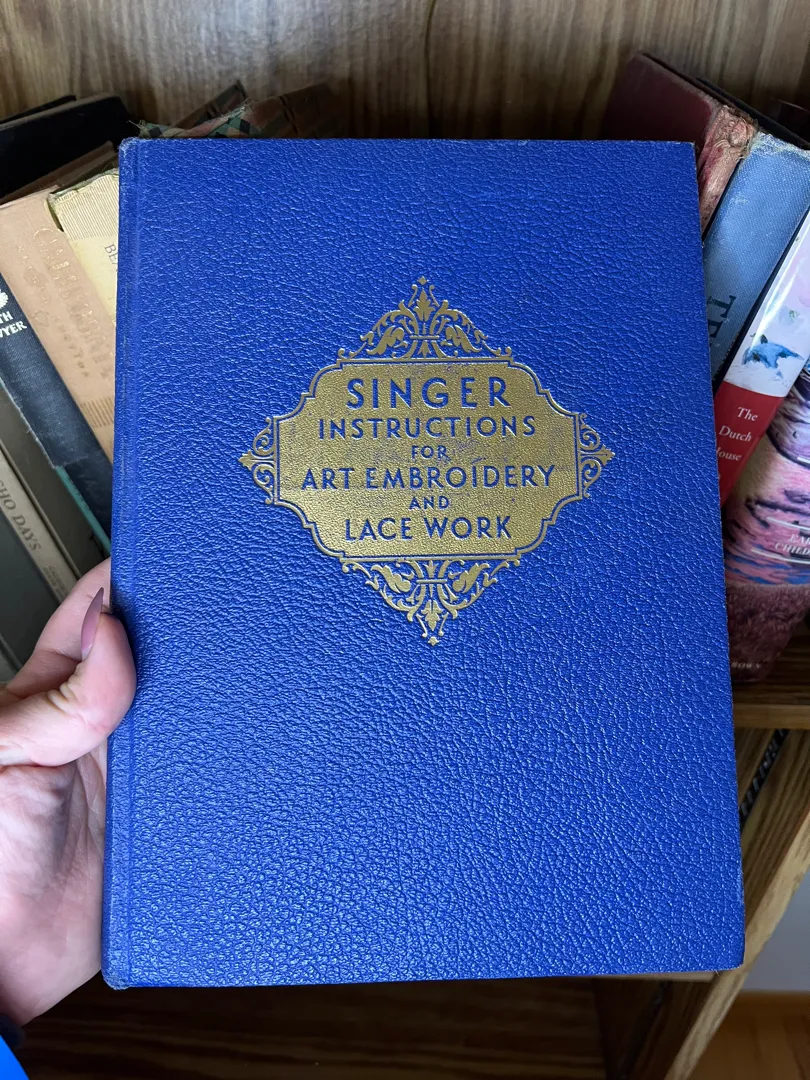 SINGER
INSTRUCTIONS
FOR
ART EMBROIDERY
AND
LACE WORK
The
Dutch
House